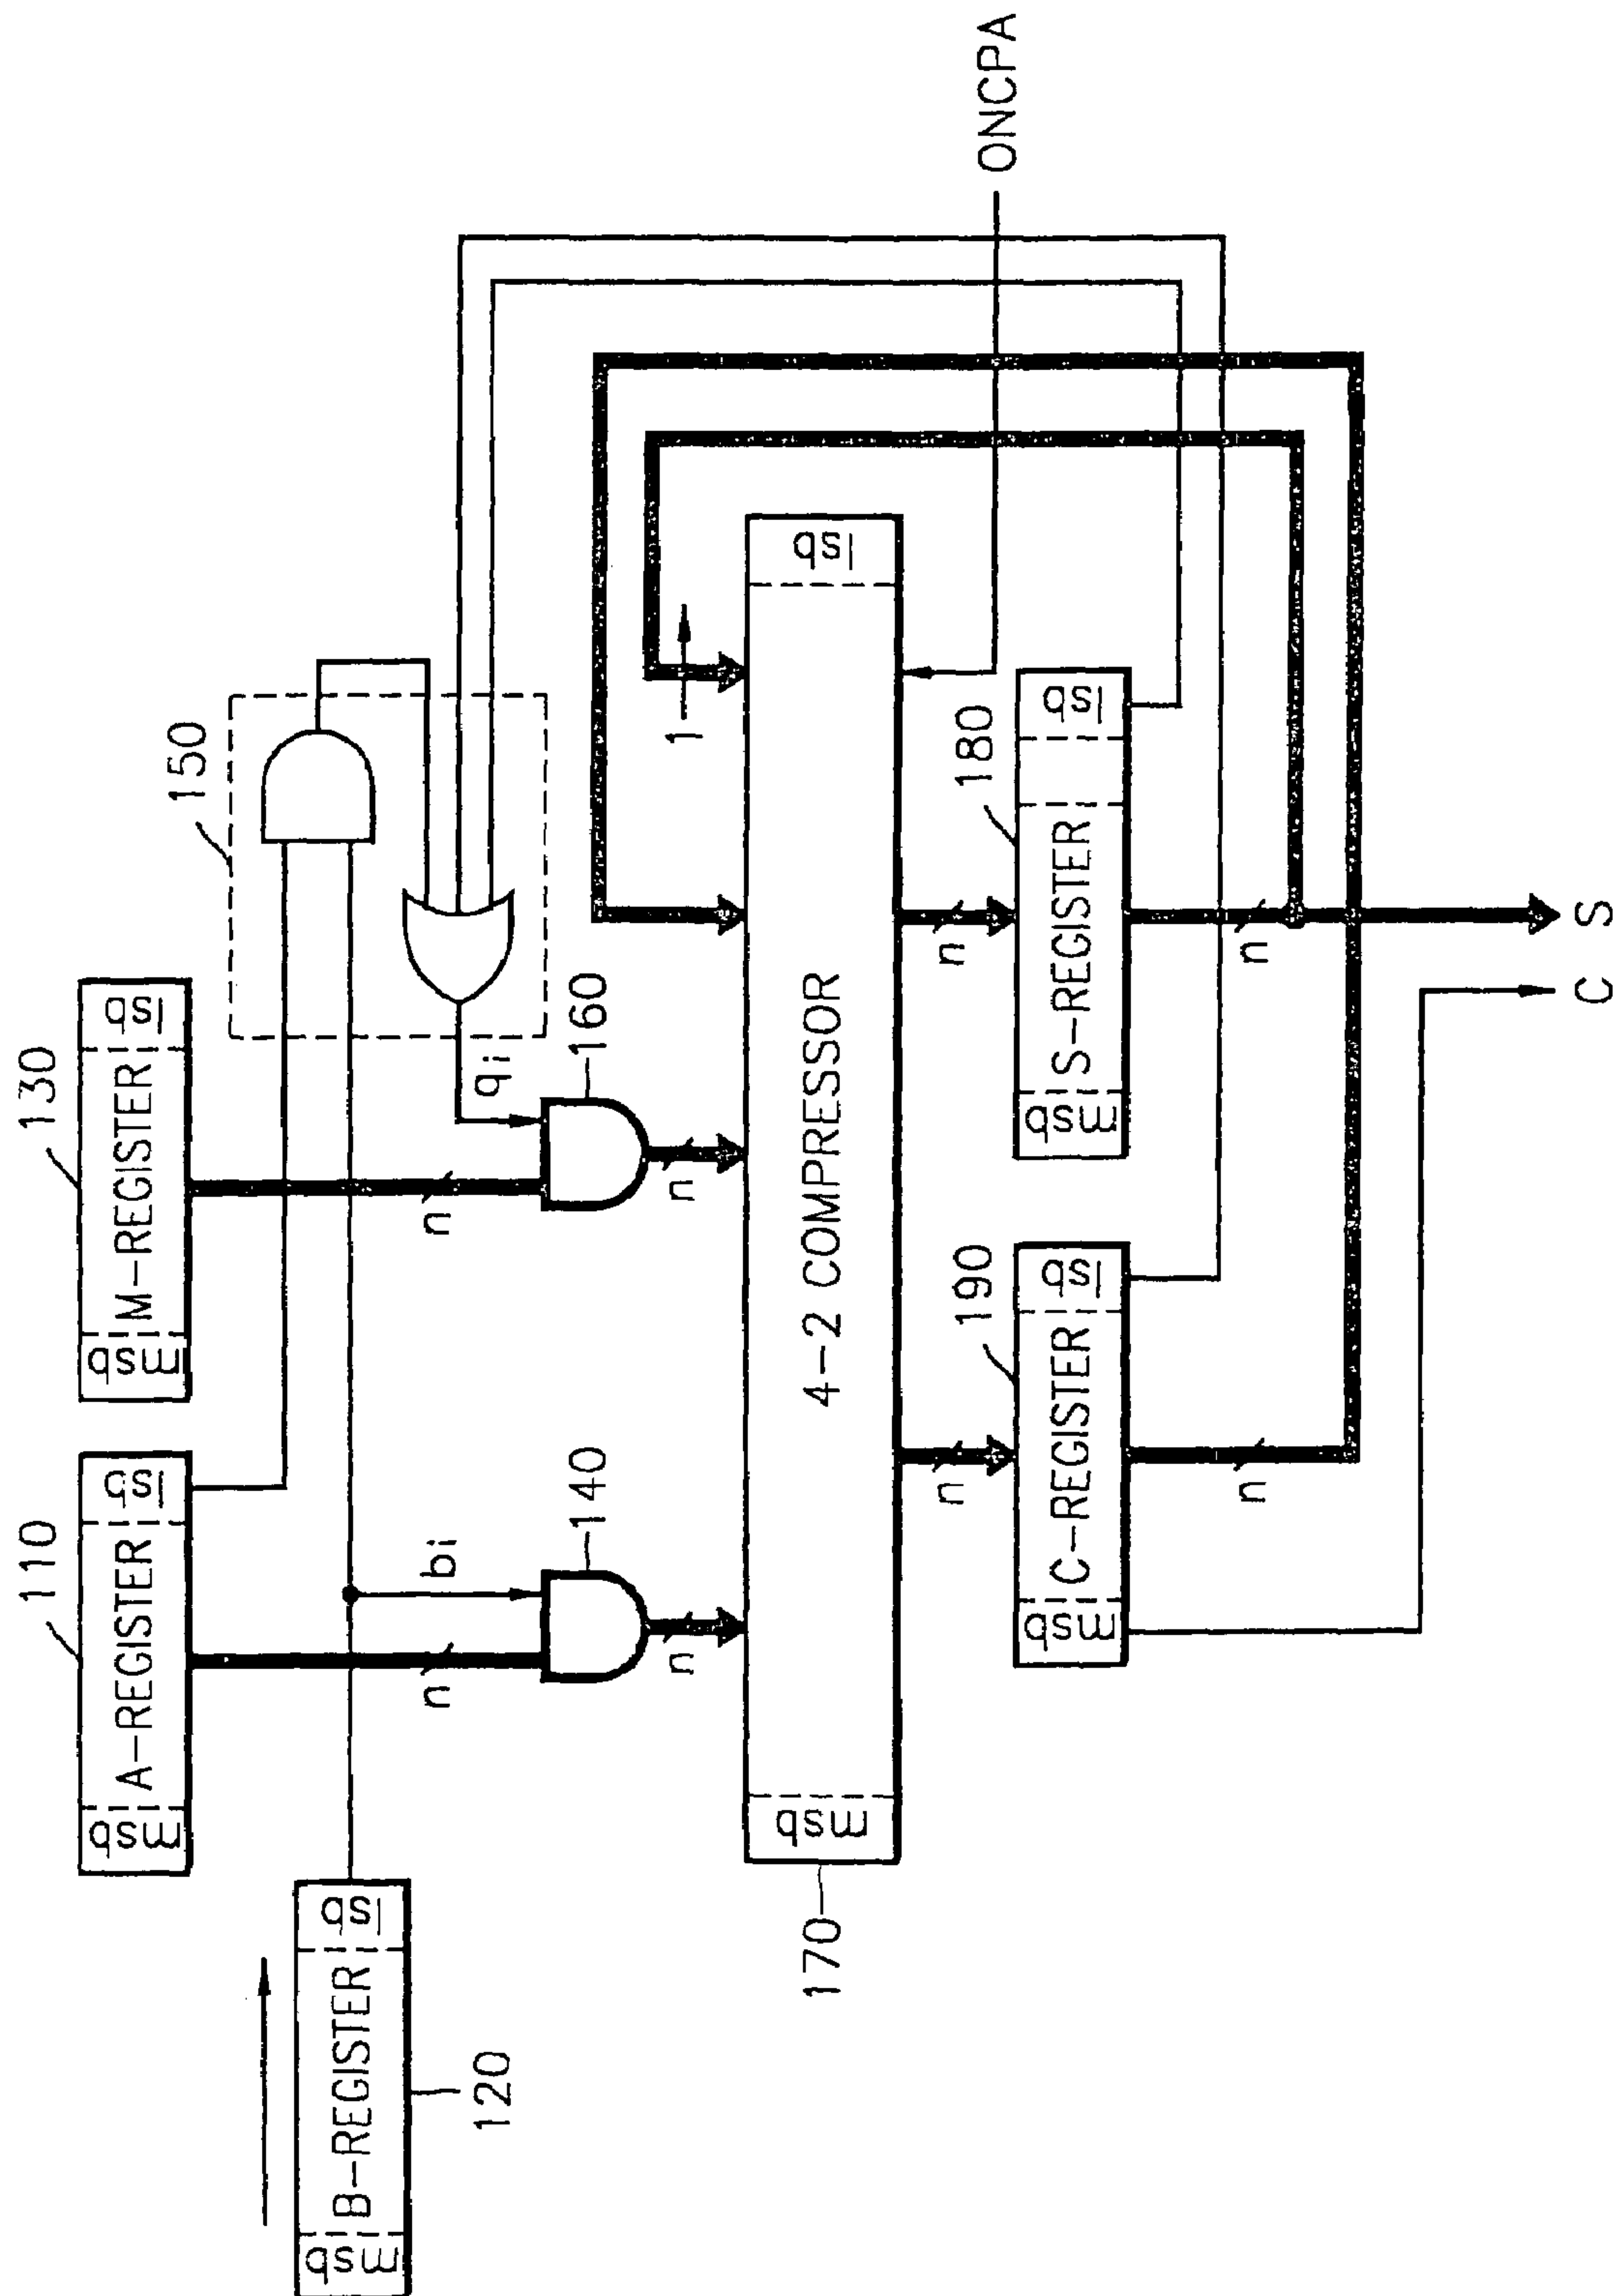 110
130
msb A-REGISTER lsb
msb M-REGISTER lsb
150
msb B-REGISTER lsb
120
bi
qi
n
n
140
160
n
n
1
msb 4-2 COMPRESSOR lsb
170
ONCPA
n
n
190
180
msb C-REGISTER lsb
msb S-REGISTER lsb
n
n
C
S